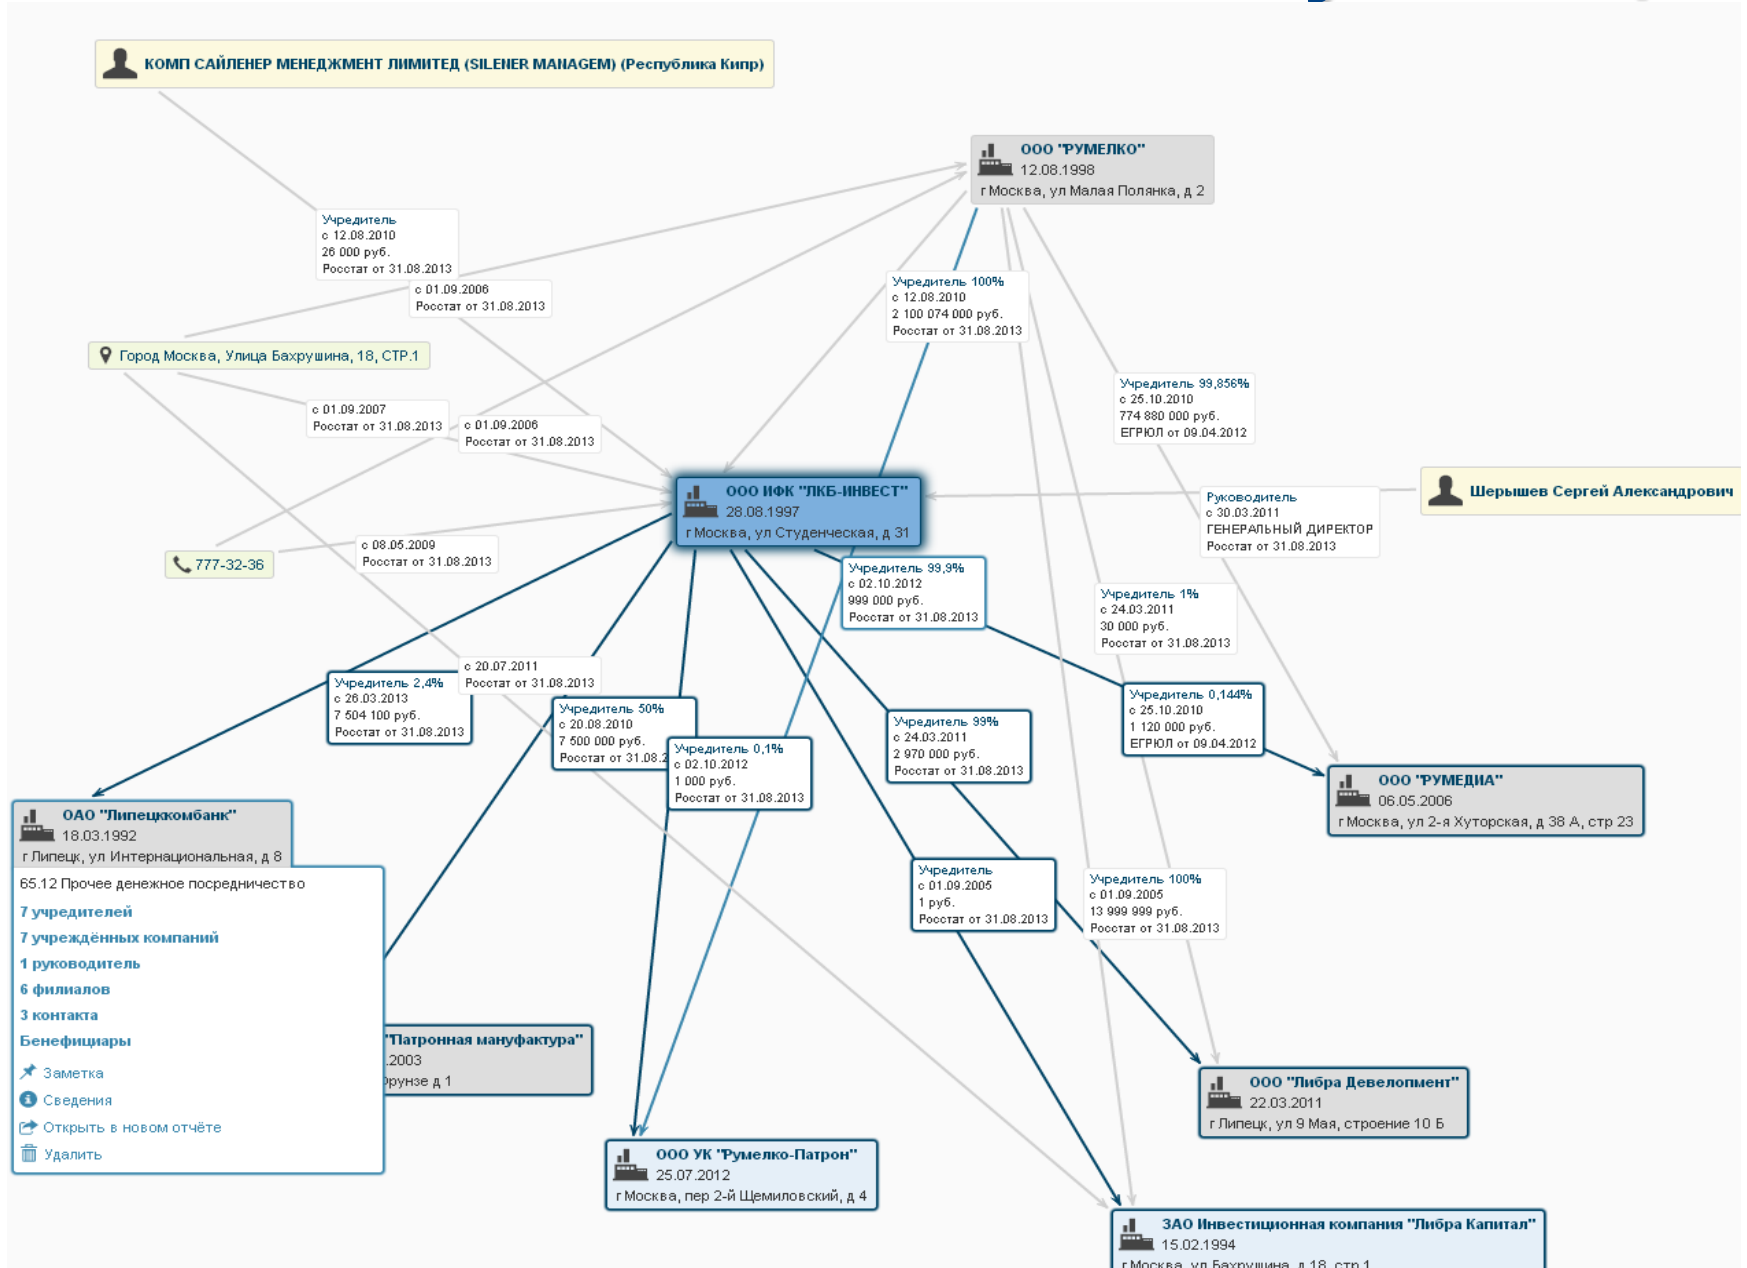 КОМП САЙЛЕНЕР МЕНЕДЖМЕНТ ЛИМИТЕД (SILENER MANAGEM) (Республика Кипр)
ООО "РУМЕЛКО"
12.08.1998
г Москва, ул Малая Полянка, д 2
Учредитель
с 12.08.2010
26 000 руб.
Росстат от 31.08.2013
с 01.09.2006
Росстат от 31.08.2013
Учредитель 100%
с 12.08.2010
2 100 074 000 руб.
Росстат от 31.08.2013
Город Москва, Улица Бахрушина, 18, СТР.1
Учредитель 99,856%
с 25.10.2010
774 880 000 руб.
ЕГРЮЛ от 09.04.2012
с 01.09.2007
Росстат от 31.08.2013
с 01.09.2006
Росстат от 31.08.2013
ООО ИФК "ЛКБ-ИНВЕСТ"
28.08.1997
г Москва, ул Студенческая, д 31
Руководитель
с 30.03.2011
ГЕНЕРАЛЬНЫЙ ДИРЕКТОР
Росстат от 31.08.2013
Шерышев Сергей Александрович
777-32-36
с 08.05.2009
Росстат от 31.08.2013
Учредитель 99,9%
с 02.10.2012
999 000 руб.
Росстат от 31.08.2013
Учредитель 1%
с 24.03.2011
30 000 руб.
Росстат от 31.08.2013
Учредитель 2,4%
с 26.03.2013
7 504 100 руб.
Росстат от 31.08.2013
с 20.07.2011
Росстат от 31.08.2013
Учредитель 50%
с 20.08.2010
7 500 000 руб.
Росстат от 31.08.2
Учредитель 0,1%
с 02.10.2012
1 000 руб.
Росстат от 31.08.2013
Учредитель 99%
с 24.03.2011
2 970 000 руб.
Росстат от 31.08.2013
Учредитель 0,144%
с 25.10.2010
1 120 000 руб.
ЕГРЮЛ от 09.04.2012
ООО "РУМЕДИА"
06.05.2006
г Москва, ул 2-я Хуторская, д 38 А, стр 23
ОАО "Липецккомбанк"
18.03.1992
г Липецк, ул Интернациональная, д 8
65.12 Прочее денежное посредничество
7 учредителей
7 учреждённых компаний
1 руководитель
6 филиалов
3 контакта
Бенефициары
Заметка
Сведения
Открыть в новом отчёте
Удалить
Учредитель
с 01.09.2005
1 руб.
Росстат от 31.08.2013
Учредитель 100%
с 01.09.2005
13 999 999 руб.
Росстат от 31.08.2013
"Патронная мануфактура"
.2003
рунзе д 1
ООО "Либра Девелопмент"
22.03.2011
г Липецк, ул 9 Мая, строение 10 Б
ООО УК "Румелко-Патрон"
25.07.2012
г Москва, пер 2-й Щемиловский, д 4
ЗАО Инвестиционная компания "Либра Капитал"
15.02.1994
г Москва, ул Бахрушина, д 18, стр 1